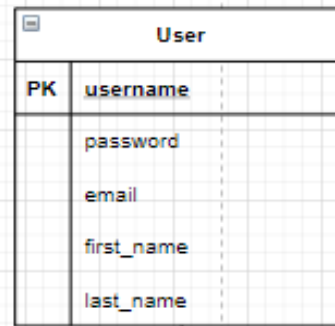 User
PK username
password
email
first_name
last_name